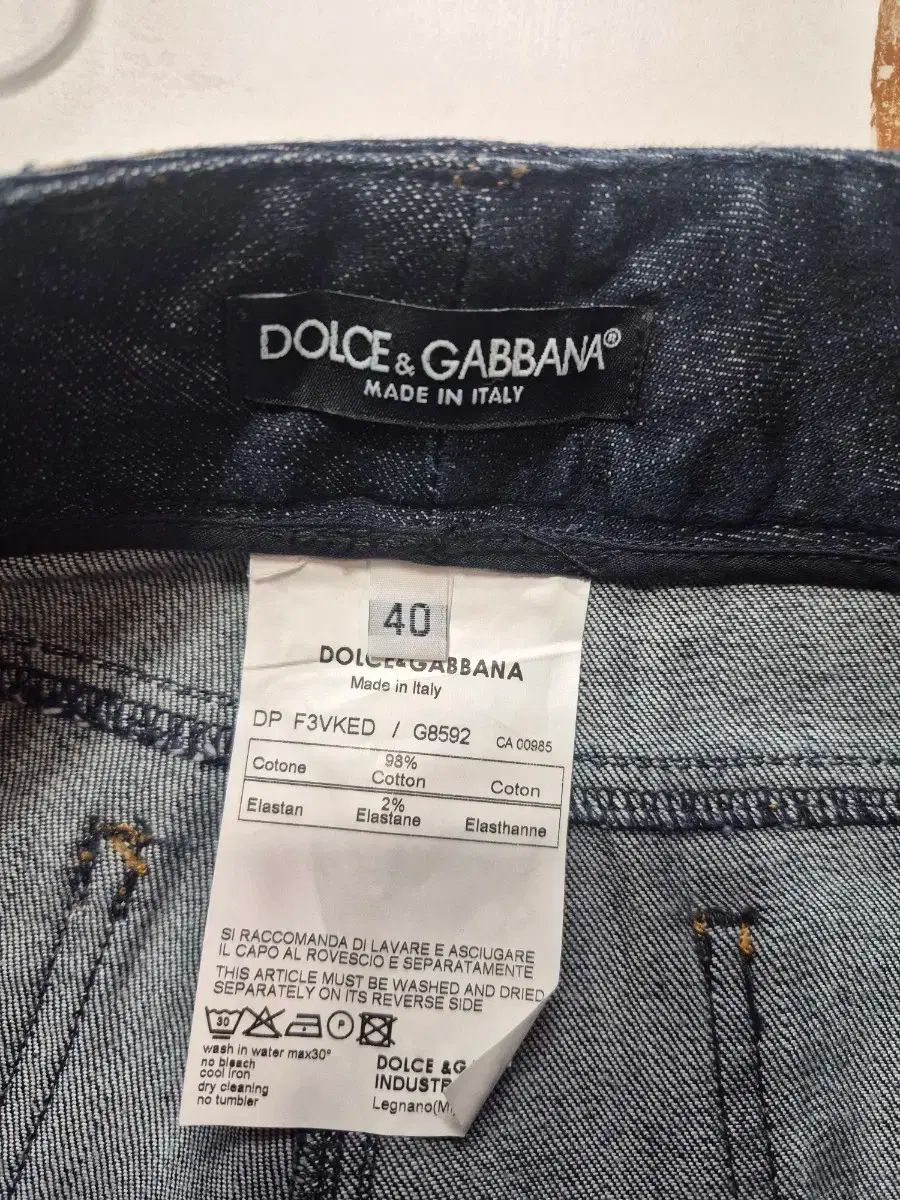 DOLCE & GABBANA®
MADE IN ITALY
40
DOLCE&GABBANA
Made in Italy
DP F3VKED / G8592 CA 00985
98%
Cotone Cotton Coton
2%
Elastan Elastane Elasthanne
SI RACCOMANDA DI LAVARE E ASCIUGARE
IL CAPO AL ROVESCIO E SEPARATAMENTE
THIS ARTICLE MUST BE WASHED AND DRIED
SEPARATELY ON ITS REVERSE SIDE
30 P
wash in water max30°
no bleach
cool iron
dry cleaning
no tumbler
DOLCE & G
INDUSTR
Legnano(M